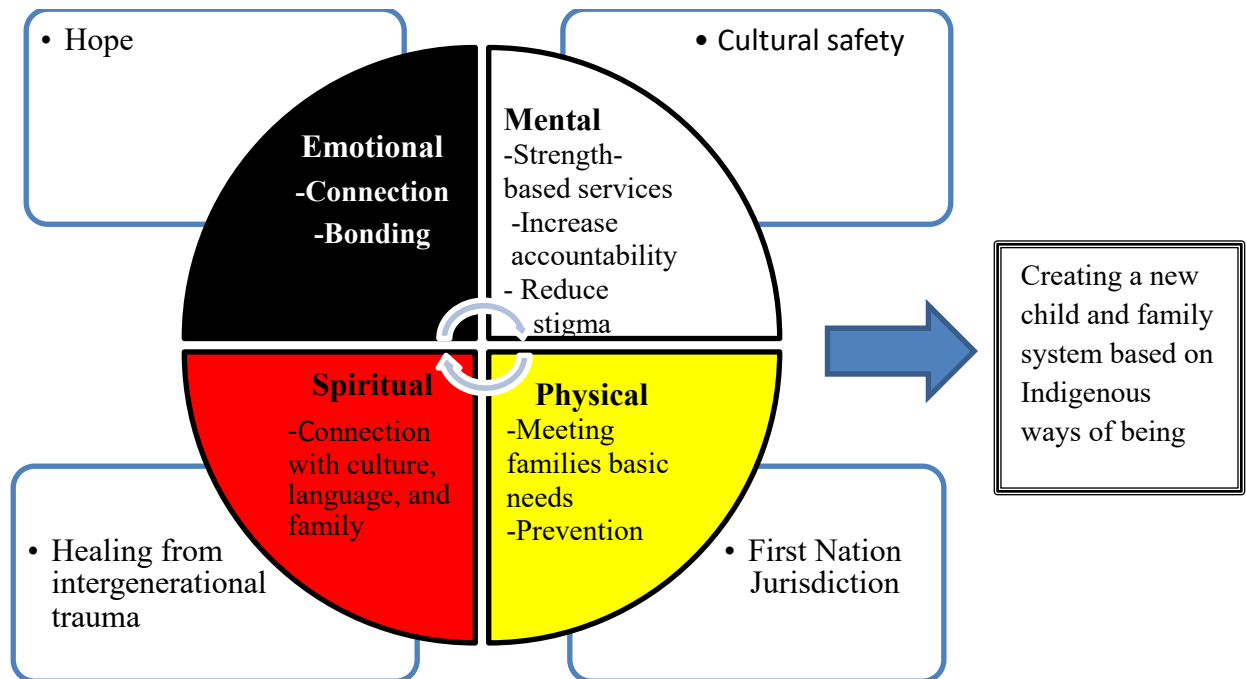 • Hope
• Cultural safety
Emotional
-Connection
-Bonding
Mental
-Strength-
based services
-Increase
accountability
- Reduce
stigma
Spiritual
-Connection
with culture,
language, and
family
Physical
-Meeting
families basic
needs
-Prevention
• Healing from
intergenerational
trauma
• First Nation
Jurisdiction
Creating a new
child and family
system based on
Indigenous
ways of being